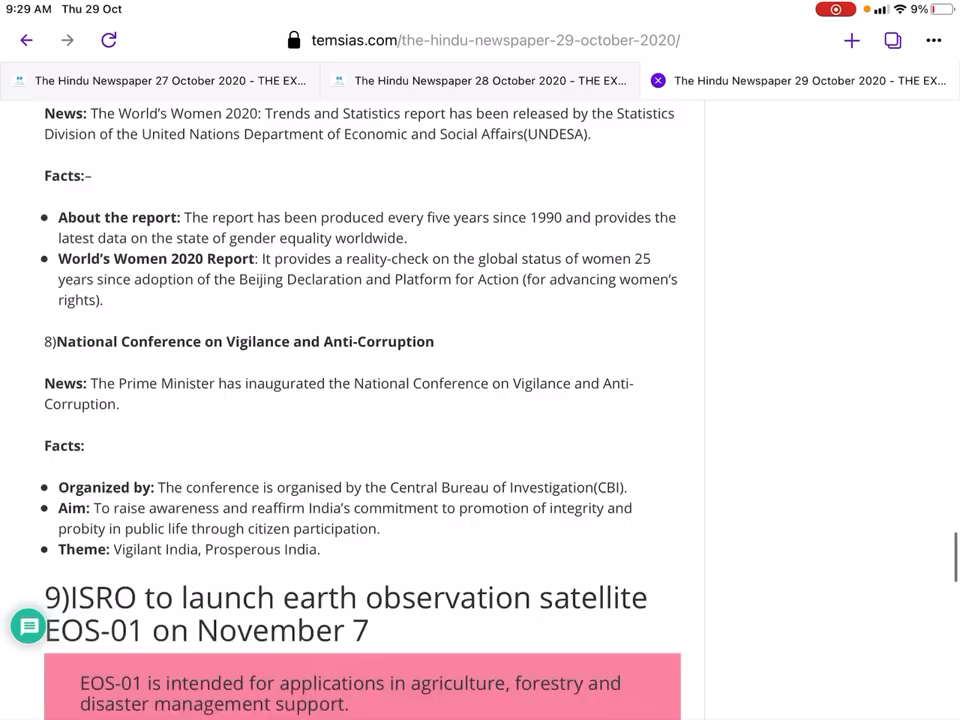 9:29 AM Thu 29 Oct
9%
temsias.com/the-hindu-newspaper-29-october-2020/
The Hindu Newspaper 27 October 2020 - THE EX...
The Hindu Newspaper 28 October 2020 - THE EX...
The Hindu Newspaper 29 October 2020 - THE EX...
News: The World’s Women 2020: Trends and Statistics report has been released by the Statistics
Division of the United Nations Department of Economic and Social Affairs(UNDESA).
Facts:–
• About the report: The report has been produced every five years since 1990 and provides the
latest data on the state of gender equality worldwide.
• World’s Women 2020 Report: It provides a reality-check on the global status of women 25
years since adoption of the Beijing Declaration and Platform for Action (for advancing women’s
rights).
8)National Conference on Vigilance and Anti-Corruption
News: The Prime Minister has inaugurated the National Conference on Vigilance and Anti-
Corruption.
Facts:
• Organized by: The conference is organised by the Central Bureau of Investigation(CBI).
• Aim: To raise awareness and reaffirm India’s commitment to promotion of integrity and
probity in public life through citizen participation.
• Theme: Vigilant India, Prosperous India.
9)ISRO to launch earth observation satellite
EOS-01 on November 7
EOS-01 is intended for applications in agriculture, forestry and
disaster management support.